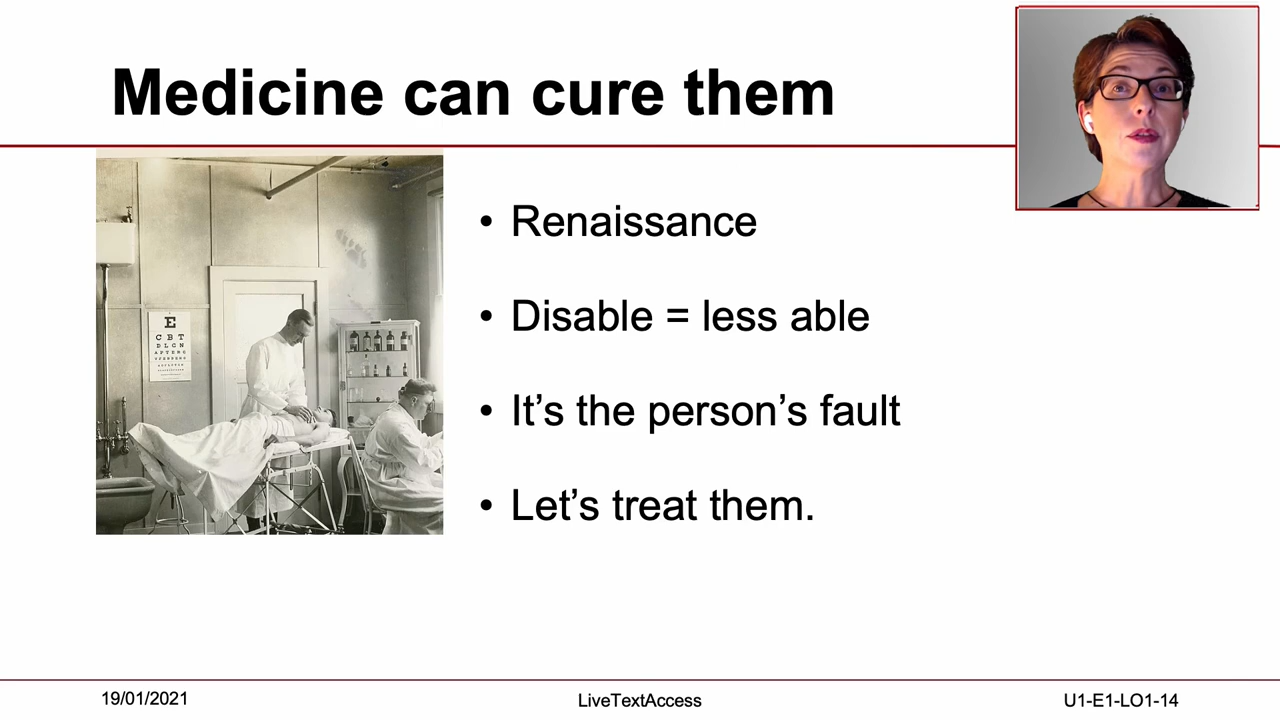 Medicine can cure them
E
C B T
D L C N
• Renaissance
• Disable = less able
• It’s the person’s fault
• Let’s treat them.
19/01/2021
LiveTextAccess
U1-E1-LO1-14